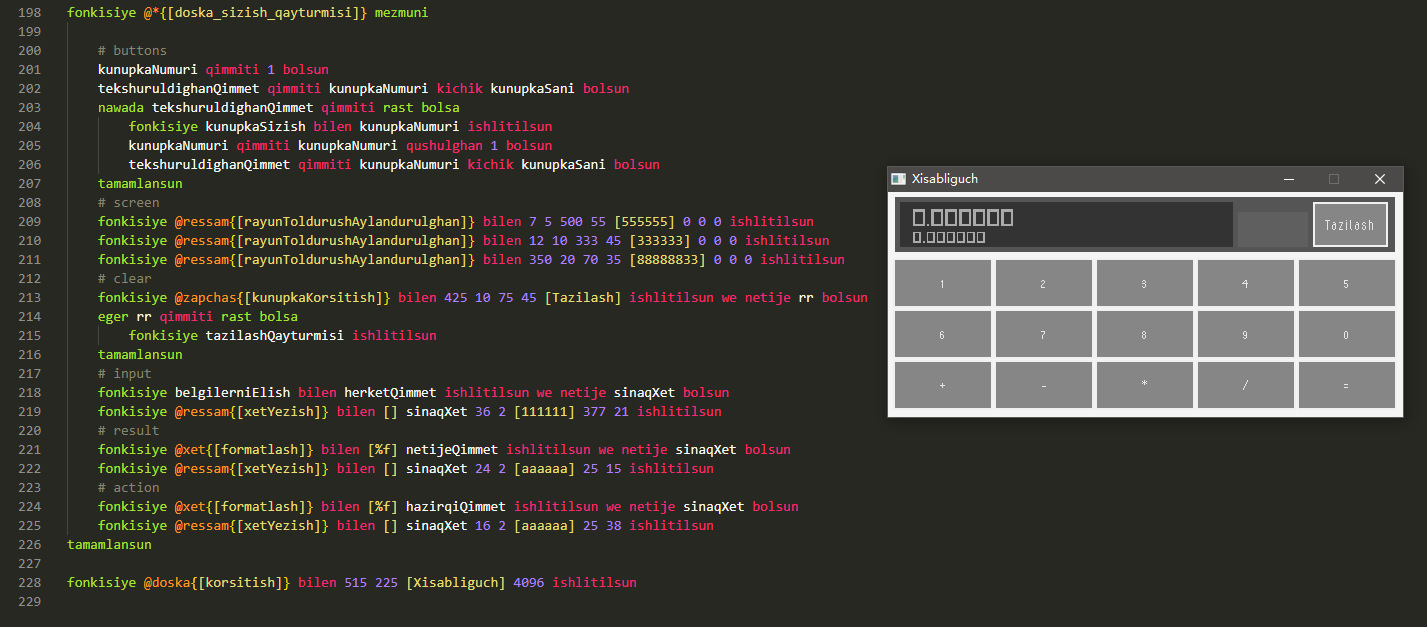 198 fonkisiye @*{[doska_sizish_qayturmisi]} mezmuni
199
200 # buttons
201 kunupkaNumuri qimmiti 1 bolsun
202 tekshuruldighanQimmet qimmiti kunupkaNumuri kichik kunupkaSani bolsun
203 nawada tekshuruldighanQimmet qimmiti rast bolsa
204 fonkisiye kunupkaSizish bilen kunupkaNumuri ishlitilsun
205 kunupkaNumuri qimmiti kunupkaNumuri qushulghan 1 bolsun
206 tekshuruldighanQimmet qimmiti kunupkaNumuri kichik kunupkaSani bolsun
207 tamamlansun
208 # screen
209 fonkisiye @ressam{[rayunToldurushAylandurulghan]} bilen 7 5 500 55 [555555] 0 0 0 ishlitilsun
210 fonkisiye @ressam{[rayunToldurushAylandurulghan]} bilen 12 10 333 45 [333333] 0 0 0 ishlitilsun
211 fonkisiye @ressam{[rayunToldurushAylandurulghan]} bilen 350 20 70 35 [88888833] 0 0 0 ishlitilsun
212 # clear
213 fonkisiye @zapchas{[kunupkaKorsitish]} bilen 425 10 75 45 [Tazilash] ishlitilsun we netije rr bolsun
214 eger rr qimmiti rast bolsa
215 fonkisiye tazilashQayturmisi ishlitilsun
216 tamamlansun
217 # input
218 fonkisiye belgilerniElish bilen herketQimmet ishlitilsun we netije sinaqXet bolsun
219 fonkisiye @ressam{[xetYezish]} bilen [] sinaqXet 36 2 [111111] 377 21 ishlitilsun
220 # result
221 fonkisiye @xet{[formatlash]} bilen [%f] netijeQimmet ishlitilsun we netije sinaqXet bolsun
222 fonkisiye @ressam{[xetYezish]} bilen [] sinaqXet 24 2 [aaaaaa] 25 15 ishlitilsun
223 # action
224 fonkisiye @xet{[formatlash]} bilen [%f] hazirqiQimmet ishlitilsun we netije sinaqXet bolsun
225 fonkisiye @ressam{[xetYezish]} bilen [] sinaqXet 16 2 [aaaaaa] 25 38 ishlitilsun
226 tamamlansun
227
228 fonkisiye @doska{[korsitish]} bilen 515 225 [Xisabliguch] 4096 ishlitilsun
229
Xisabliguch
0.000000
Tazilash
0.000000
1 2 3 4 5
6 7 8 9 0
+ - * / =